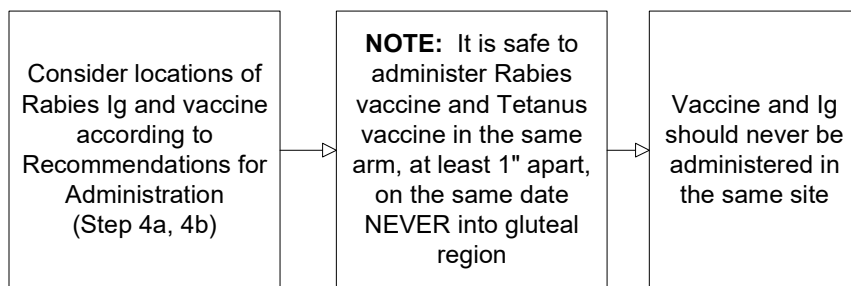 Consider locations of
Rabies Ig and vaccine
according to
Recommendations for
Administration
(Step 4a, 4b)
NOTE:  It is safe to
administer Rabies
vaccine and Tetanus
vaccine in the same
arm, at least 1" apart,
on the same date
NEVER into gluteal
region
Vaccine and Ig
should never be
administered in
the same site